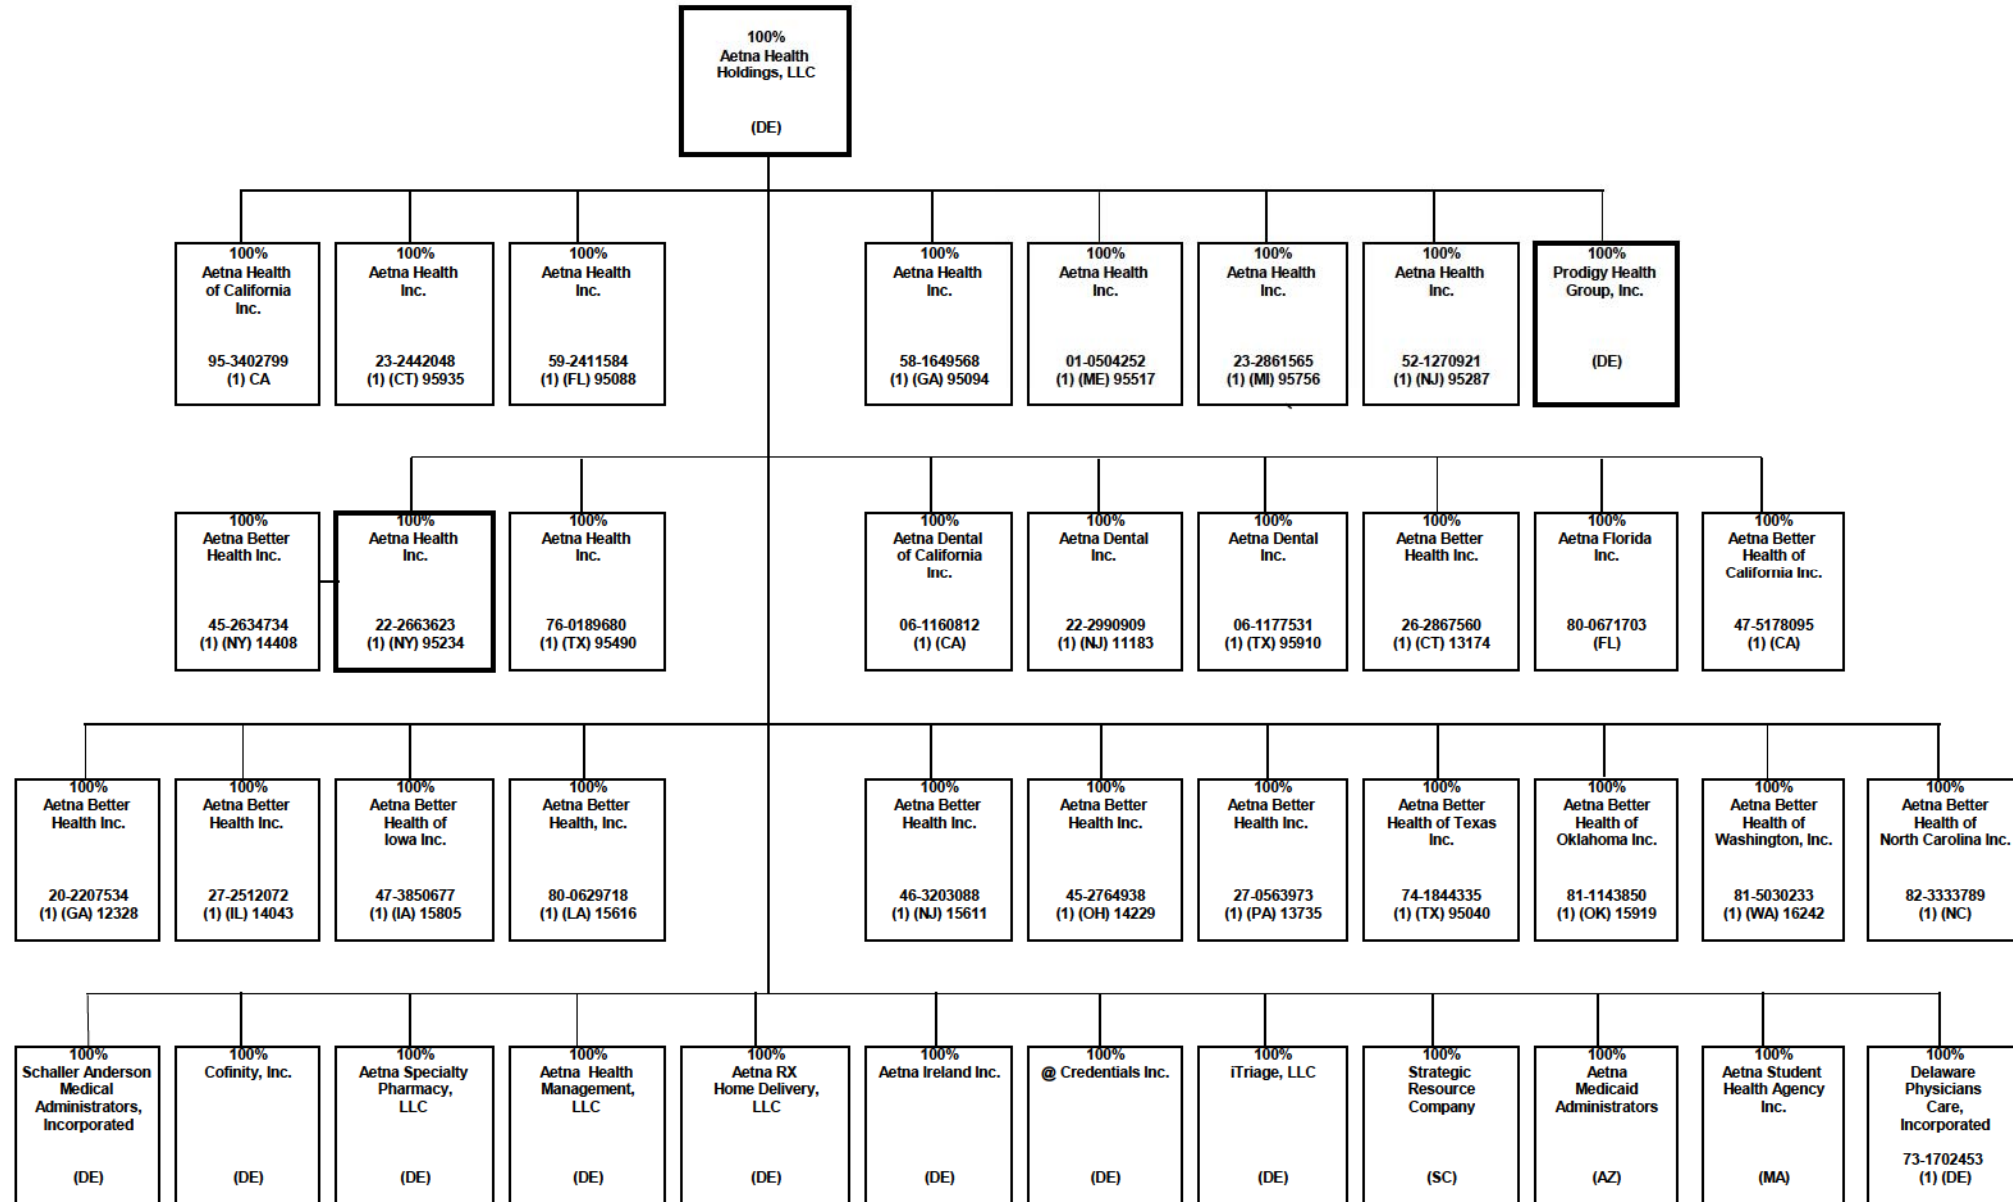 100%
Aetna Health
Holdings, LLC
(DE)
100%
Aetna Health
of California
Inc.
95-3402799
(1) CA
100%
Aetna Health
Inc.
23-2442048
(1) (CT) 95935
100%
Aetna Health
Inc.
59-2411584
(1) (FL) 95088
100%
Aetna Health
Inc.
58-1649568
(1) (GA) 95094
100%
Aetna Health
Inc.
01-0504252
(1) (ME) 95517
100%
Aetna Health
Inc.
23-2861565
(1) (MI) 95756
100%
Aetna Health
Inc.
52-1270921
(1) (NJ) 95287
100%
Prodigy Health
Group, Inc.
(DE)
100%
Aetna Better
Health Inc.
45-2634734
(1) (NY) 14408
100%
Aetna Health
Inc.
22-2663623
(1) (NY) 95234
100%
Aetna Health
Inc.
76-0189680
(1) (TX) 95490
100%
Aetna Dental
of California
Inc.
06-1160812
(1) (CA)
100%
Aetna Dental
Inc.
22-2990909
(1) (NJ) 11183
100%
Aetna Dental
Inc.
06-1177531
(1) (TX) 95910
100%
Aetna Better
Health Inc.
26-2867560
(1) (CT) 13174
100%
Aetna Florida
Inc.
80-0671703
(FL)
100%
Aetna Better
Health of
California Inc.
47-5178095
(1) (CA)
100%
Aetna Better
Health Inc.
20-2207534
(1) (GA) 12328
100%
Aetna Better
Health Inc.
27-2512072
(1) (IL) 14043
100%
Aetna Better
Health of
Iowa Inc.
47-3850677
(1) (IA) 15805
100%
Aetna Better
Health, Inc.
80-0629718
(1) (LA) 15616
100%
Aetna Better
Health Inc.
46-3203088
(1) (NJ) 15611
100%
Aetna Better
Health Inc.
45-2764938
(1) (OH) 14229
100%
Aetna Better
Health Inc.
27-0563973
(1) (PA) 13735
100%
Aetna Better
Health of Texas
Inc.
74-1844335
(1) (TX) 95040
100%
Aetna Better
Health of
Oklahoma Inc.
81-1143850
(1) (OK) 15919
100%
Aetna Better
Health of
Washington, Inc.
81-5030233
(1) (WA) 16242
100%
Aetna Better
Health of
North Carolina Inc.
82-3333789
(1) (NC)
100%
Schaller Anderson
Medical
Administrators,
Incorporated
(DE)
100%
Cofinity, Inc.
(DE)
100%
Aetna Specialty
Pharmacy,
LLC
(DE)
100%
Aetna Health
Management,
LLC
(DE)
100%
Aetna RX
Home Delivery,
LLC
(DE)
100%
Aetna Ireland Inc.
(DE)
100%
@ Credentials Inc.
(DE)
100%
iTriage, LLC
(DE)
100%
Strategic
Resource
Company
(SC)
100%
Aetna
Medicaid
Administrators
(AZ)
100%
Aetna Student
Health Agency
Inc.
(MA)
100%
Delaware
Physicians
Care,
Incorporated
73-1702453
(1) (DE)